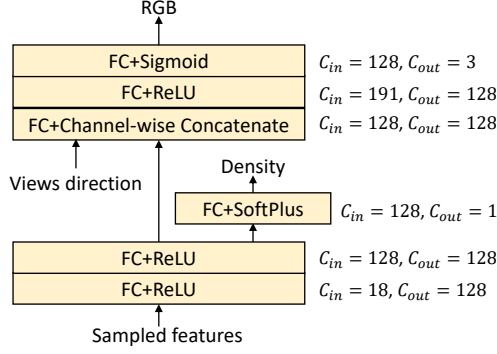 RGB
FC+Sigmoid C_in = 128, C_out = 3
FC+ReLU C_in = 191, C_out = 128
FC+Channel-wise Concatenate C_in = 128, C_out = 128
Views direction
Density
FC+SoftPlus C_in = 128, C_out = 1
FC+ReLU C_in = 128, C_out = 128
FC+ReLU C_in = 18, C_out = 128
Sampled features